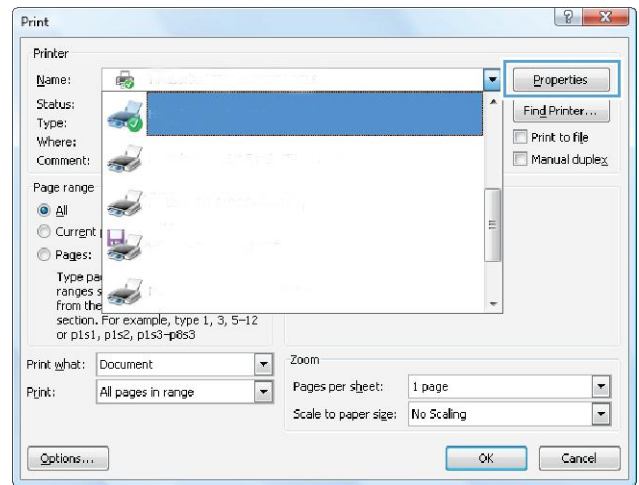 Print
Printer
Name:
Properties
Status:
Find Printer...
Type:
Print to file
Where:
Comment:
Manual duplex
Page range
All
Current
Pages:
Type
ranges
from the
section. For example, type 1, 3, 5–12
or p1s1, p1s2, p1s3–p8s3
Print what: Document
Zoom
Print: All pages in range
Pages per sheet: 1 page
Scale to paper size: No Scaling
Options...
OK
Cancel